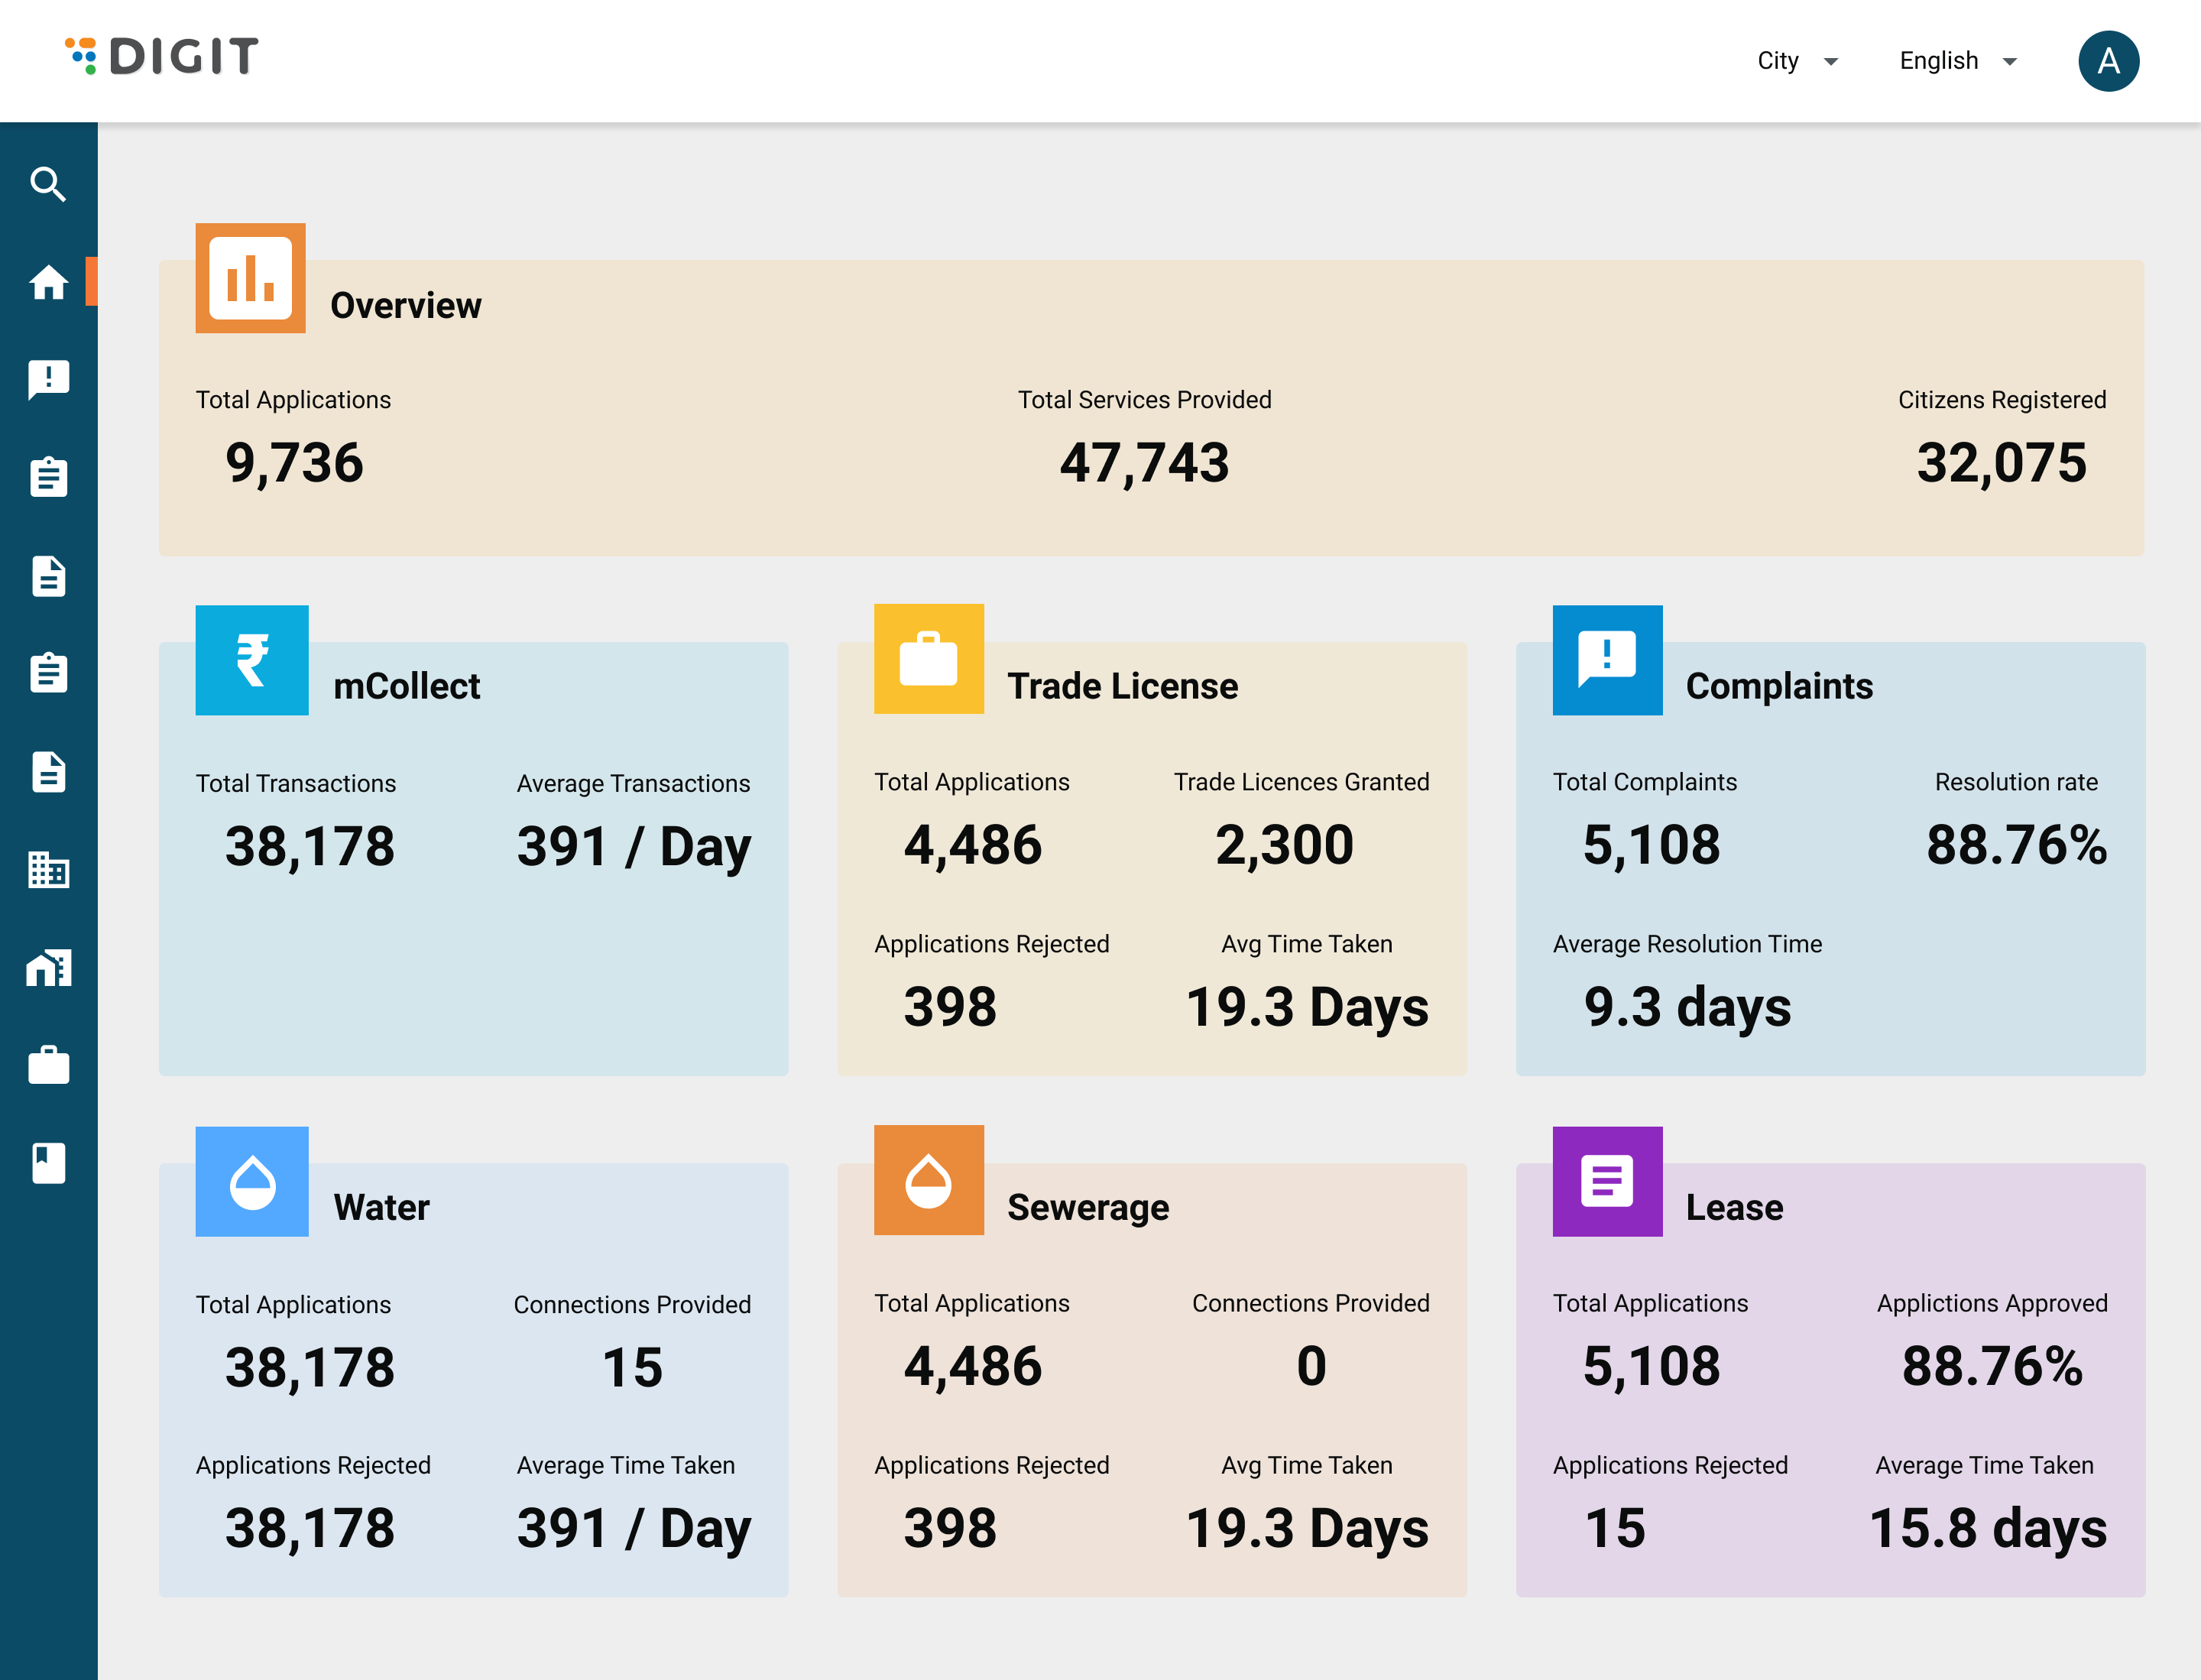 DIGIT
City
English
A
Overview
Total Applications
Total Services Provided
Citizens Registered
9,736
47,743
32,075
₹
mCollect
Total Transactions
Average Transactions
38,178
391 / Day
Trade License
Total Applications
Trade Licences Granted
4,486
2,300
Applications Rejected
Avg Time Taken
398
19.3 Days
Complaints
Total Complaints
Resolution rate
5,108
88.76%
Average Resolution Time
9.3 days
Water
Total Applications
Connections Provided
38,178
15
Applications Rejected
Average Time Taken
38,178
391 / Day
Sewerage
Total Applications
Connections Provided
4,486
0
Applications Rejected
Avg Time Taken
398
19.3 Days
Lease
Total Applications
Applictions Approved
5,108
88.76%
Applications Rejected
Average Time Taken
15
15.8 days